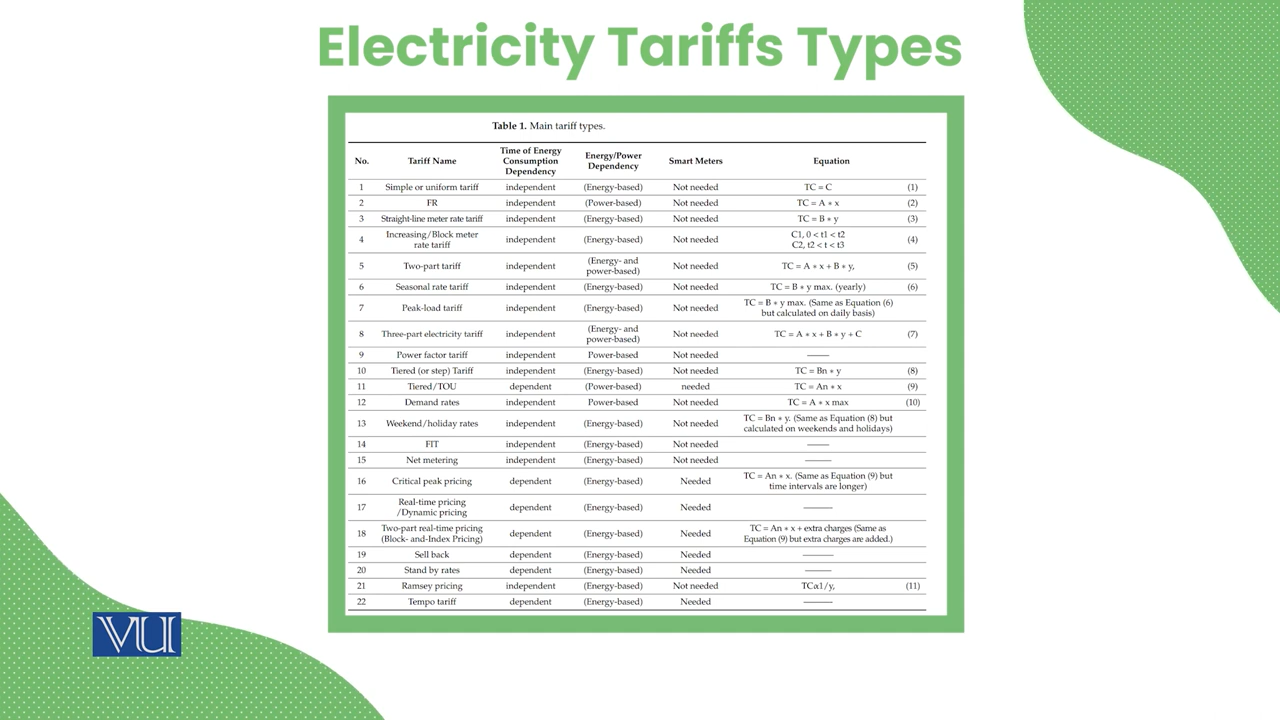 Electricity Tariffs Types
Table 1. Main tariff types.
No. Tariff Name Time of Energy Consumption Dependency Energy/Power Dependency Smart Meters Equation
1 Simple or uniform tariff independent (Energy-based) Not needed TC = C (1)
2 FR independent (Power-based) Not needed TC = A * x (2)
3 Straight-line meter rate tariff independent (Energy-based) Not needed TC = B * y (3)
4 Increasing/Block meter rate tariff independent (Energy-based) Not needed C1, 0 < t1 < t2 C2, t2 < t < t3 (4)
5 Two-part tariff independent (Energy- and power-based) Not needed TC = A * x + B * y, (5)
6 Seasonal rate tariff independent (Energy-based) Not needed TC = B * y max. (yearly) (6)
7 Peak-load tariff independent (Energy-based) Not needed TC = B * y max. (Same as Equation (6) but calculated on daily basis)
8 Three-part electricity tariff independent (Energy- and power-based) Not needed TC = A * x + B * y + C (7)
9 Power factor tariff independent Power-based Not needed ——
10 Tiered (or step) Tariff independent (Energy-based) Not needed TC = Bn * y (8)
11 Tiered/TOU dependent (Power-based) needed TC = An * x (9)
12 Demand rates independent Power-based Not needed TC = A * x max (10)
13 Weekend/holiday rates independent (Energy-based) Not needed TC = Bn * y. (Same as Equation (8) but calculated on weekends and holidays)
14 FIT independent (Energy-based) Not needed ——
15 Net metering independent (Energy-based) Not needed ——
16 Critical peak pricing dependent (Energy-based) Needed TC = An * x. (Same as Equation (9) but time intervals are longer)
17 Real-time pricing /Dynamic pricing dependent (Energy-based) Needed ——
18 Two-part real-time pricing (Block- and-Index Pricing) dependent (Energy-based) Needed TC = An * x + extra charges (Same as Equation (9) but extra charges are added.)
19 Sell back dependent (Energy-based) Needed ——
20 Stand by rates dependent (Energy-based) Needed ——
21 Ramsey pricing independent (Energy-based) Not needed TCα1/y, (11)
22 Tempo tariff dependent (Energy-based) Needed ——
VU